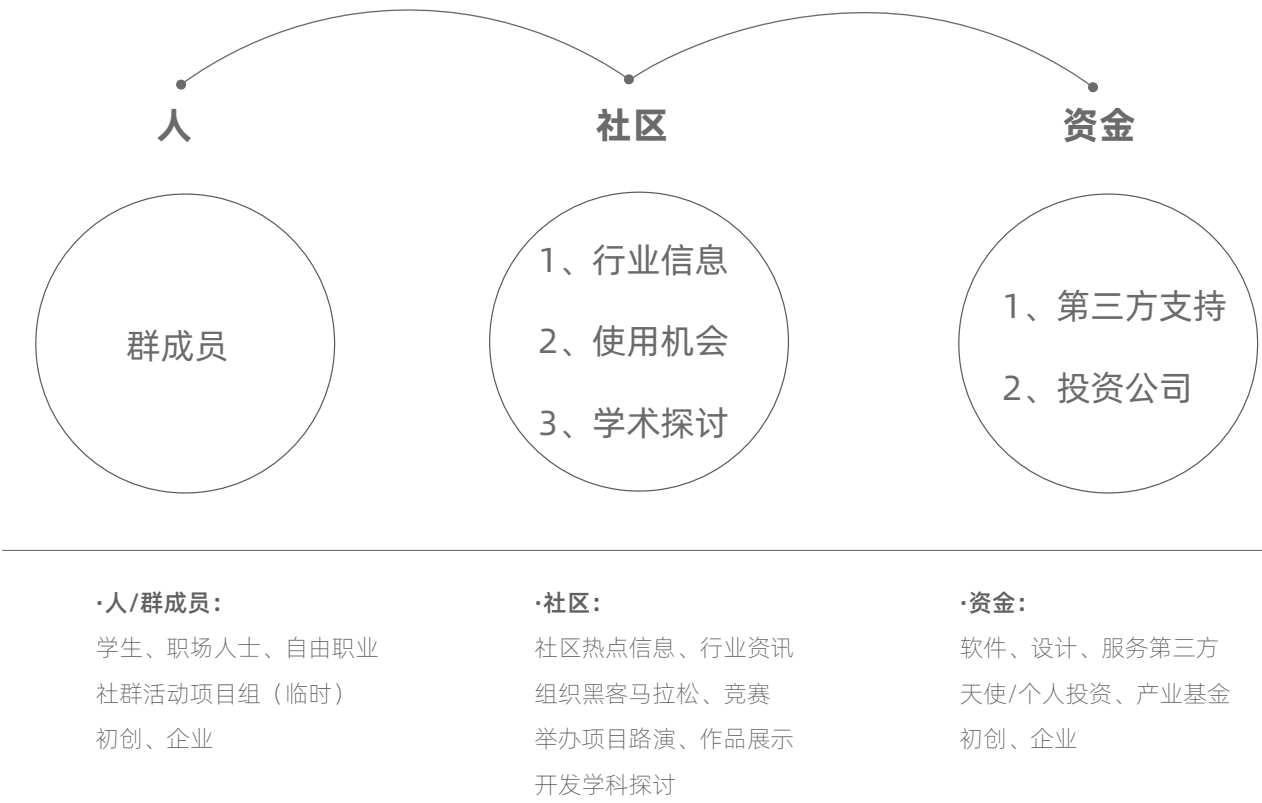 人
社区
资金
群成员
1、行业信息
2、使用机会
3、学术探讨
1、第三方支持
2、投资公司
·人/群成员：
学生、职场人士、自由职业
社群活动项目组（临时）
初创、企业
·社区：
社区热点信息、行业资讯
组织黑客马拉松、竞赛
举办项目路演、作品展示
开发学科探讨
·资金：
软件、设计、服务第三方
天使/个人投资、产业基金
初创、企业